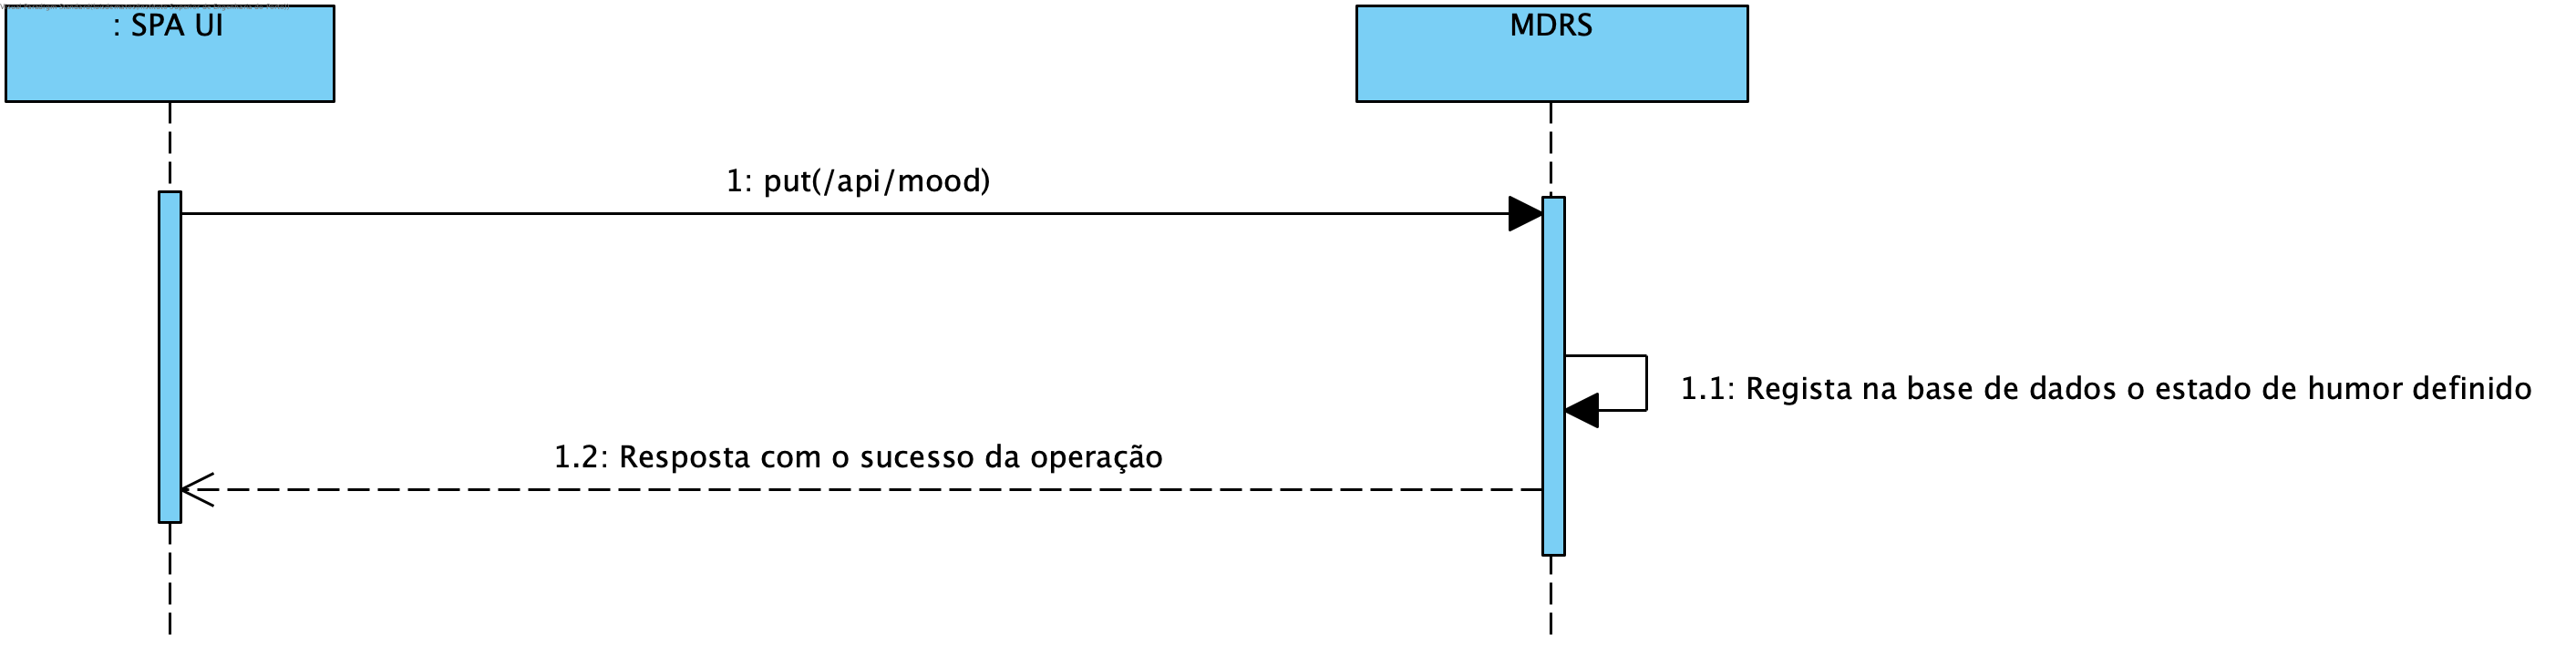 : SPA UI
MDRS
1: put(/api/mood)
1.1: Regista na base de dados o estado de humor definido
1.2: Resposta com o sucesso da operação